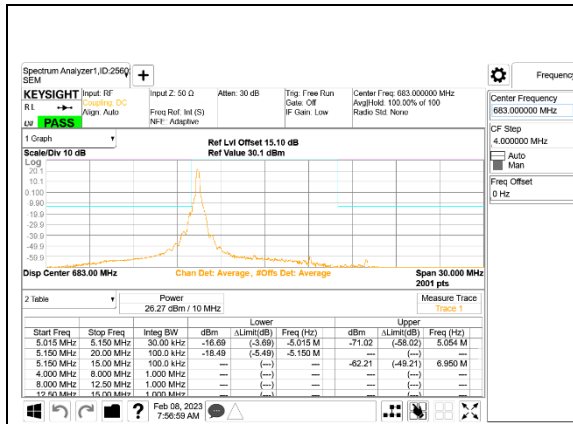 Spectrum Analyzer1,ID:2560
SEM
Frequency
KEYSIGHT Input: RF Input Z: 50 Ω Atten: 30 dB Trig: Free Run Center Freq: 683.000000 MHz
R L Coupling: DC Gate: Off Avg|Hold: 100.00% of 100
Align: Auto Freq Ref: Int (S) IF Gain: Low Radio Std: None
LW PASS NFE: Adaptive
Center Frequency
683.000000 MHz
CF Step
4.000000 MHz
Auto
Man
Freq Offset
0 Hz
1 Graph Ref Lvl Offset 15.10 dB
Scale/Div 10 dB Ref Value 30.1 dBm
Log
20.1
10.1
0.100
-9.90
-19.9
-29.9
-39.9
-49.9
-59.9
Disp Center 683.00 MHz Chan Det: Average , #Offs Det: Average Span 30.000 MHz
2001 pts
2 Table Power Measure Trace
26.27 dBm / 10 MHz Trace 1
Lower Upper
Start Freq Stop Freq Integ BW dBm ΔLimit(dB) Freq (Hz) dBm ΔLimit(dB) Freq (Hz)
5.015 MHz 5.150 MHz 30.00 kHz -16.69 (-3.69) -5.015 M -71.02 (-58.02) 5.054 M
5.150 MHz 20.00 MHz 100.0 kHz -18.49 (-5.49) -5.150 M --- (---) ---
5.150 MHz 15.00 MHz 100.0 kHz --- (---) --- -62.21 (-49.21) 6.950 M
4.000 MHz 8.000 MHz 1.000 MHz --- (---) --- --- (---) ---
8.000 MHz 12.50 MHz 1.000 MHz --- (---) --- --- (---) ---
12.50 MHz 15.00 MHz 1.000 MHz --- (---) --- --- (---) ---
? Feb 08, 2023
7:56:59 AM